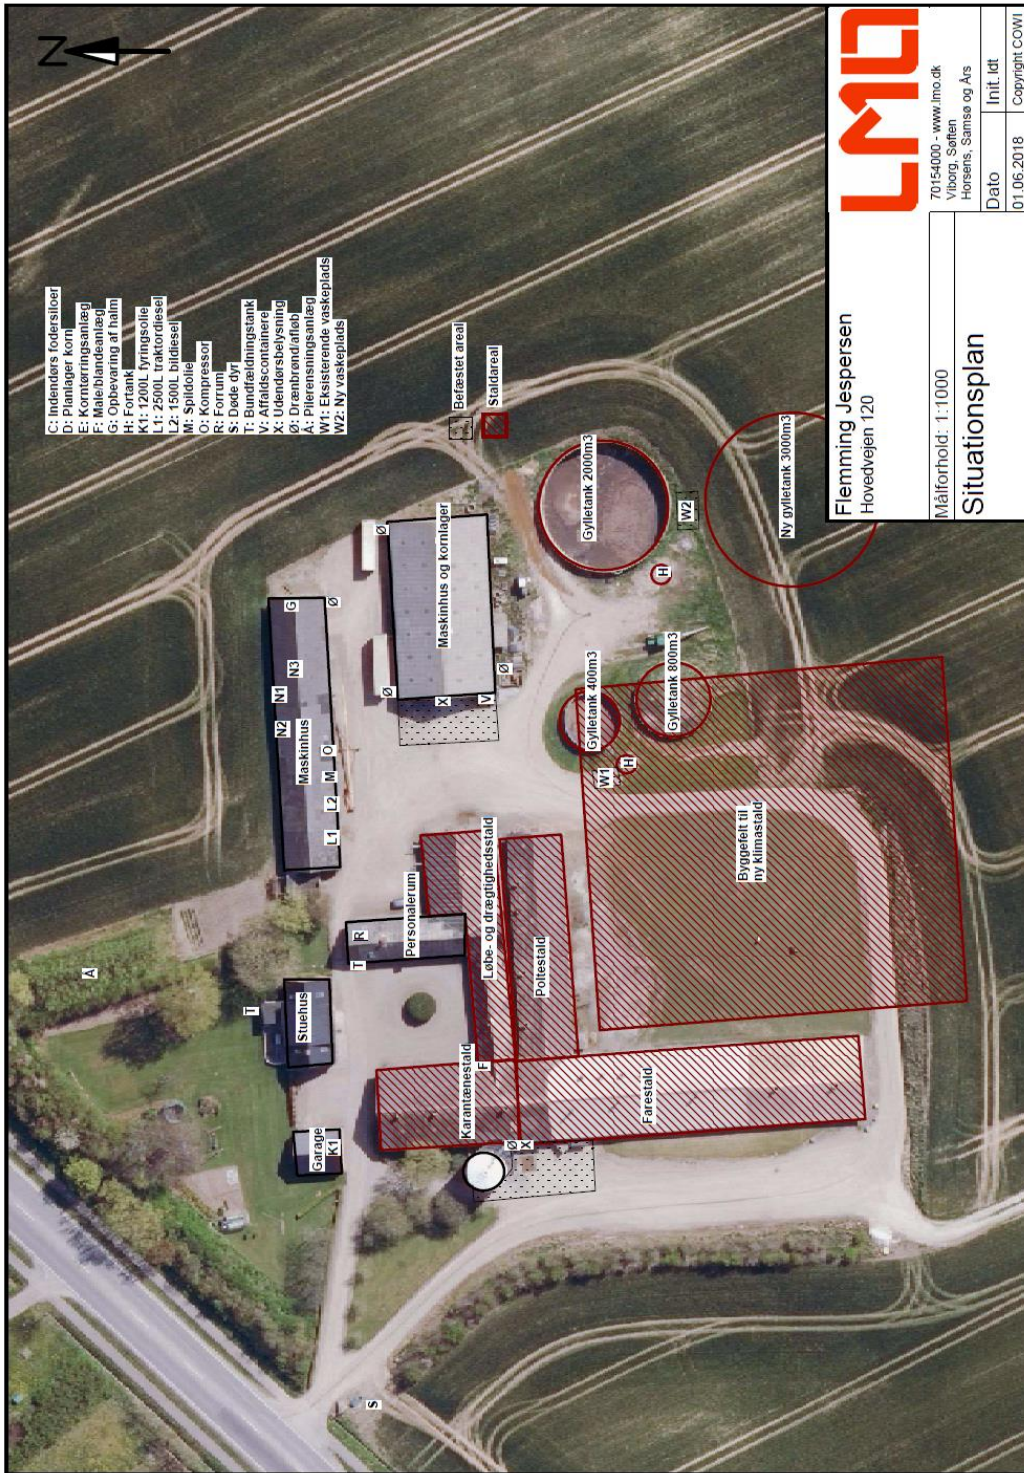 N
C: Indendørs fodersiloer
D: Planlager korn
E: Korntørringsanlæg
F: Male/blandeanlæg
G: Opbevaring af halm
H: Fortank
K1: 1200L fyringsolie
L1: 2500L traktordiesel
L2: 1500L bildiesel
M: Spildolie
O: Kompressor
R: Forrum
S: Døde dyr
T: Bundfældningstank
V: Affaldscontainere
X: Udendørsbelysning
Ø: Drænbrønd/afløb
Å: Pilerensningsanlæg
W1: Eksisterende vaskeplads
W2: Ny vaskeplads
Befæstet areal
Staldareal
Å
T
Stuehus
Garage
K1
S
Maskinhus
N2
N1
N3
G
Ø
L1
L2
M
O
T
R
Personalerum
Ø
Ø
Maskinhus og kornlager
X
V
Ø
Karantænestald
F
Løbe- og drægtighedsstald
Poltestald
Ø
X
Farestald
Gylletank 2000m3
W2
H
Gylletank 400m3
Gylletank 800m3
W1
H
Byggefelt til
ny klimastald
Ny gylletank 3000m3
Flemming Jespersen
Hovedvejen 120
Målforhold: 1:1000
Situationsplan
LMO
70154000 - www.lmo.dk
Viborg, Søften
Horsens, Samsø og Års
Dato
Init.:ldt
01.06.2018
Copyright COWI